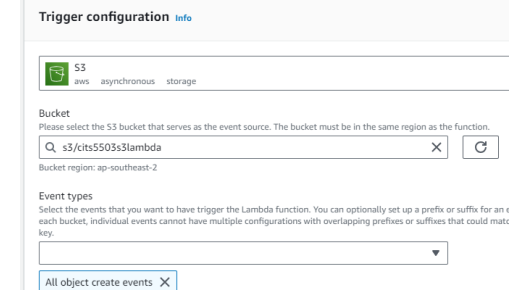 Trigger configuration Info
S3
aws asynchronous storage
Bucket
Please select the S3 bucket that serves as the event source. The bucket must be in the same region as the function.
s3/cits5503s3lambda
Bucket region: ap-southeast-2
Event types
Select the events that you want to have trigger the Lambda function. You can optionally set up a prefix or suffix for an
each bucket, individual events cannot have multiple configurations with overlapping prefixes or suffixes that could
key.
All object create events